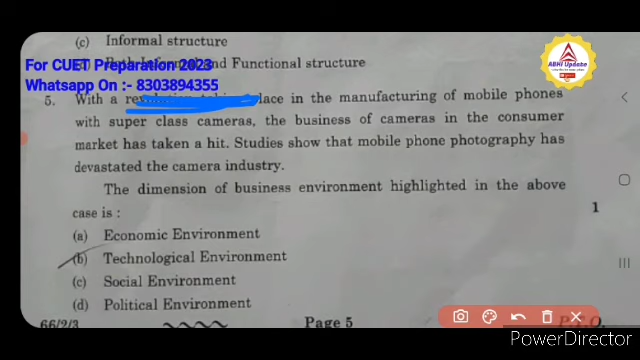 (c) Informal structure
For CUET Preparation 2023
and Functional structure
Whatsapp On :- 8303894355
ABHI Update
5. With a lace in the manufacturing of mobile phones
with super class cameras, the business of cameras in the consumer
market has taken a hit. Studies show that mobile phone photography has
devastated the camera industry.
The dimension of business environment highlighted in the above
case is :
1
(a) Economic Environment
(b) Technological Environment
(c) Social Environment
(d) Political Environment
66/2/3 Page 5 P.T.O.
PowerDirector